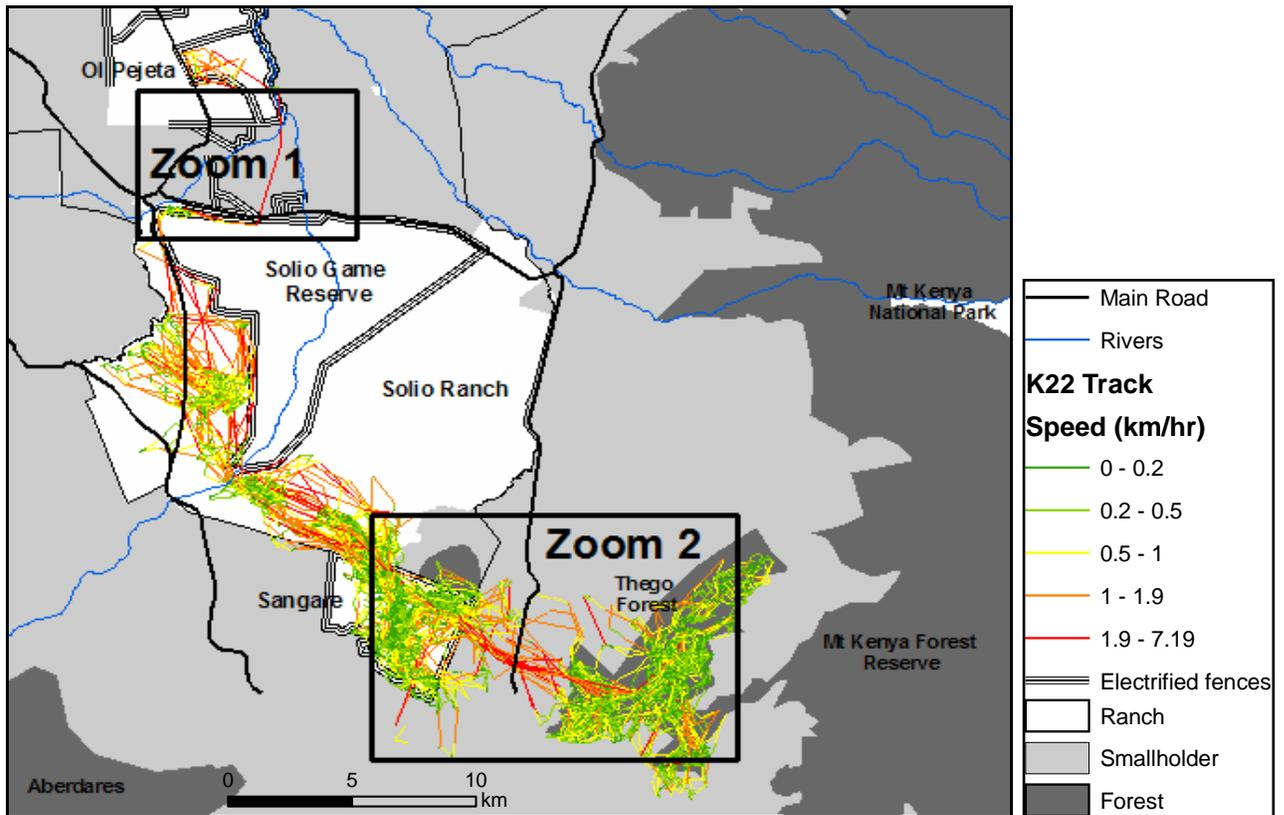 Ol Pejeta
Zoom 1
Solio Game
Reserve
Mt Kenya
National Park
Solio Ranch
Zoom 2
Thego
Forest
Sangare
Mt Kenya Forest
Reserve
Aberdares
0 5 10
km
Main Road
Rivers
K22 Track
Speed (km/hr)
0 - 0.2
0.2 - 0.5
0.5 - 1
1 - 1.9
1.9 - 7.19
Electrified fences
Ranch
Smallholder
Forest